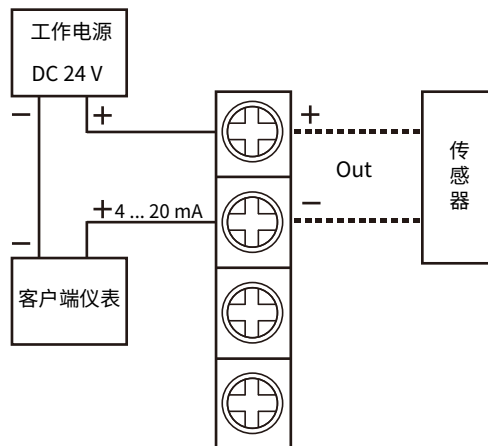 工作电源
DC 24 V
－
＋
＋
Out
－
传感器
＋ 4 ... 20 mA
－
客户端仪表